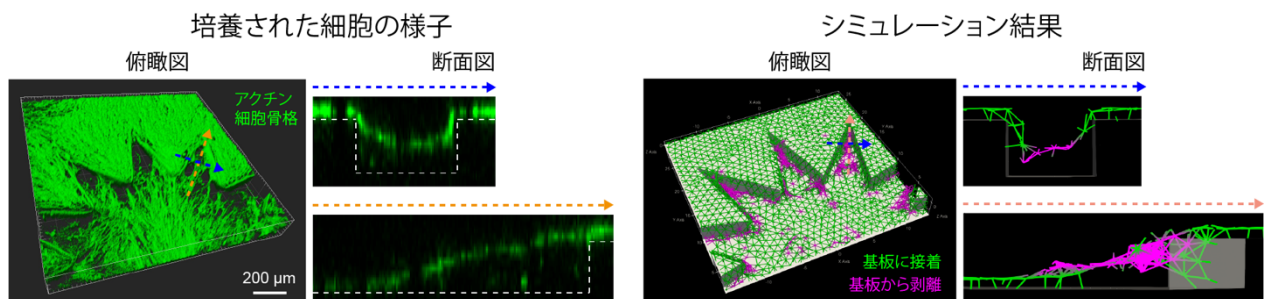 培養された細胞の様子
俯瞰図
断面図
アクチン
細胞骨格
200 μm
シミュレーション結果
俯瞰図
断面図
基板に接着
基板から剥離